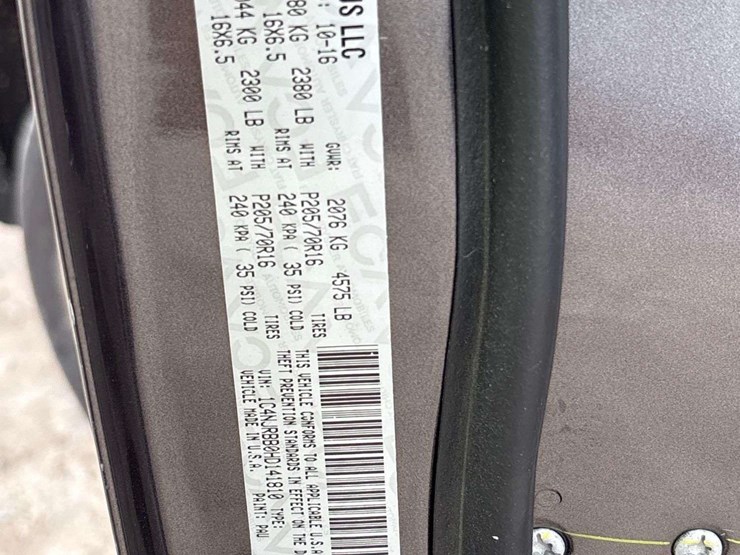 US LLC
: 10-16 GVWR: 2076 KG 4575 LB
80 KG 2380 LB WITH P205/70R16 TIRES
16X6.5 RIMS AT 240 KPA ( 35 PSI) COLD
44 KG 2300 LB WITH P205/70R16 TIRES
16X6.5 RIMS AT 240 KPA ( 35 PSI) COLD
THIS VEHICLE CONFORMS TO ALL APPLICABLE U.S.A
THEFT PREVENTION STANDARDS IN EFFECT ON THE D
VIN: 1C4NJRBB0HD141810 TYPE:
VEHICLE MADE IN U.S.A. PAINT: PAU